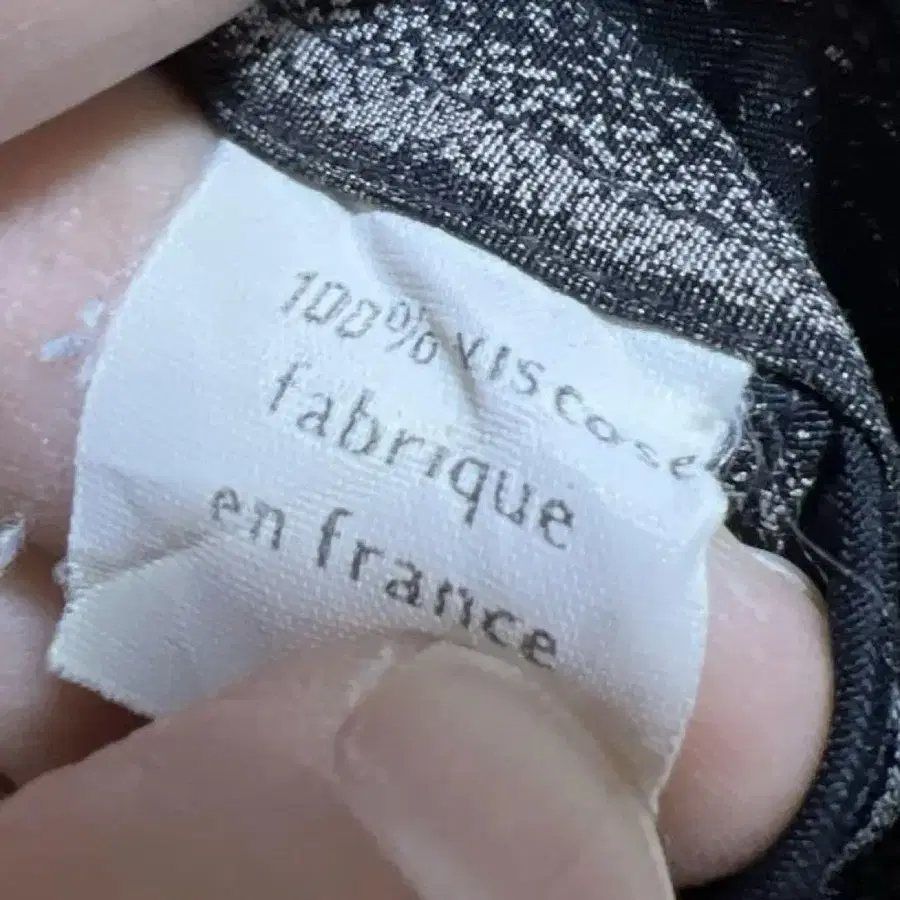 100% viscose
fabrique
en france